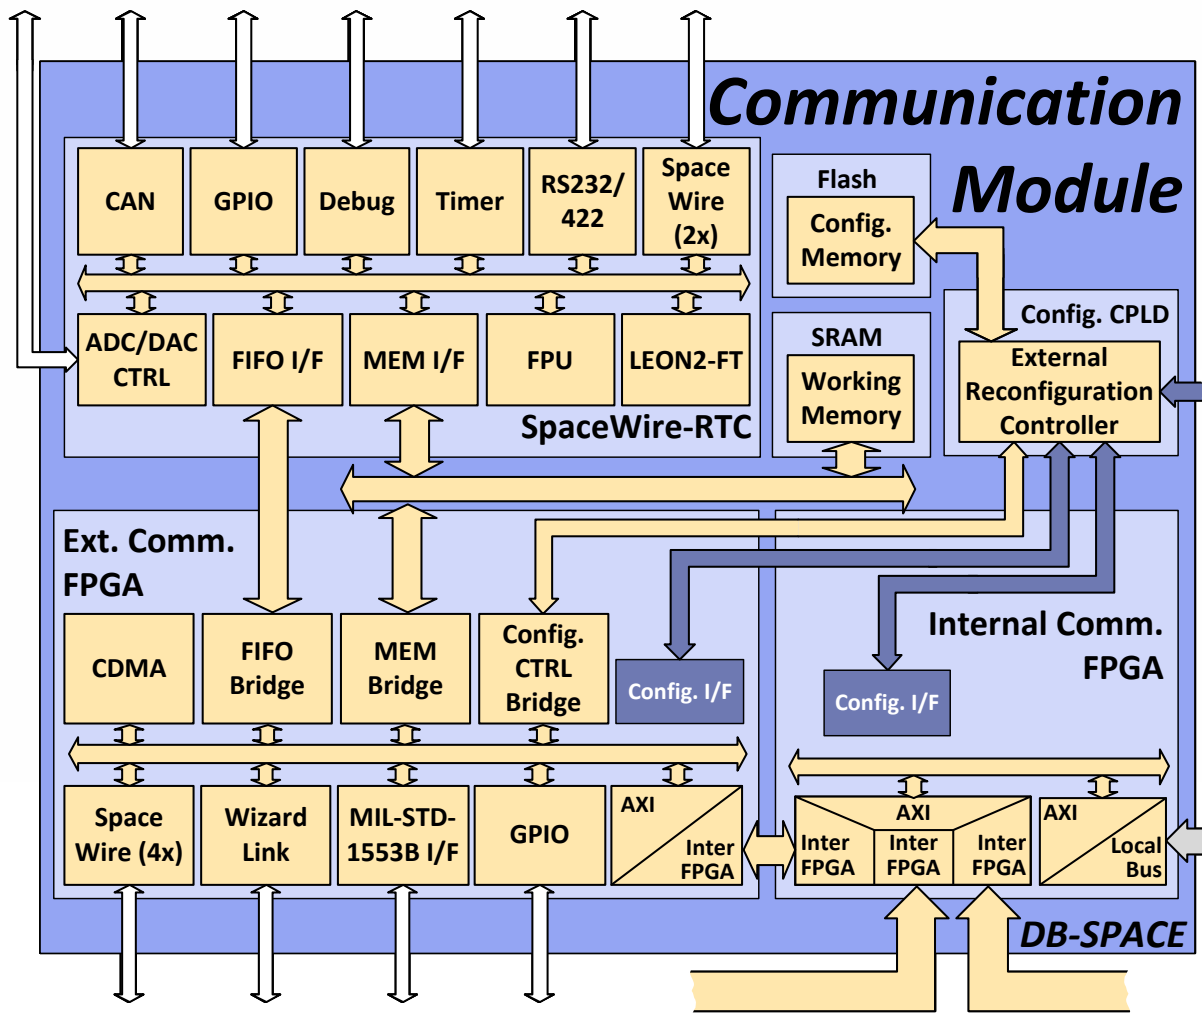 Communication
Module
CAN
GPIO
Debug
Timer
RS232/
422
Space
Wire
(2x)
ADC/DAC
CTRL
FIFO I/F
MEM I/F
FPU
LEON2-FT
SpaceWire-RTC
Flash
Config.
Memory
SRAM
Working
Memory
Config. CPLD
External
Reconfiguration
Controller
Ext. Comm.
FPGA
CDMA
FIFO
Bridge
MEM
Bridge
Config.
CTRL
Bridge
Config. I/F
Space
Wire (4x)
Wizard
Link
MIL-STD-
1553B I/F
GPIO
AXI
Inter
FPGA
Internal Comm.
FPGA
Config. I/F
AXI
Inter
FPGA
Inter
FPGA
Inter
FPGA
AXI
Local
Bus
DB-SPACE